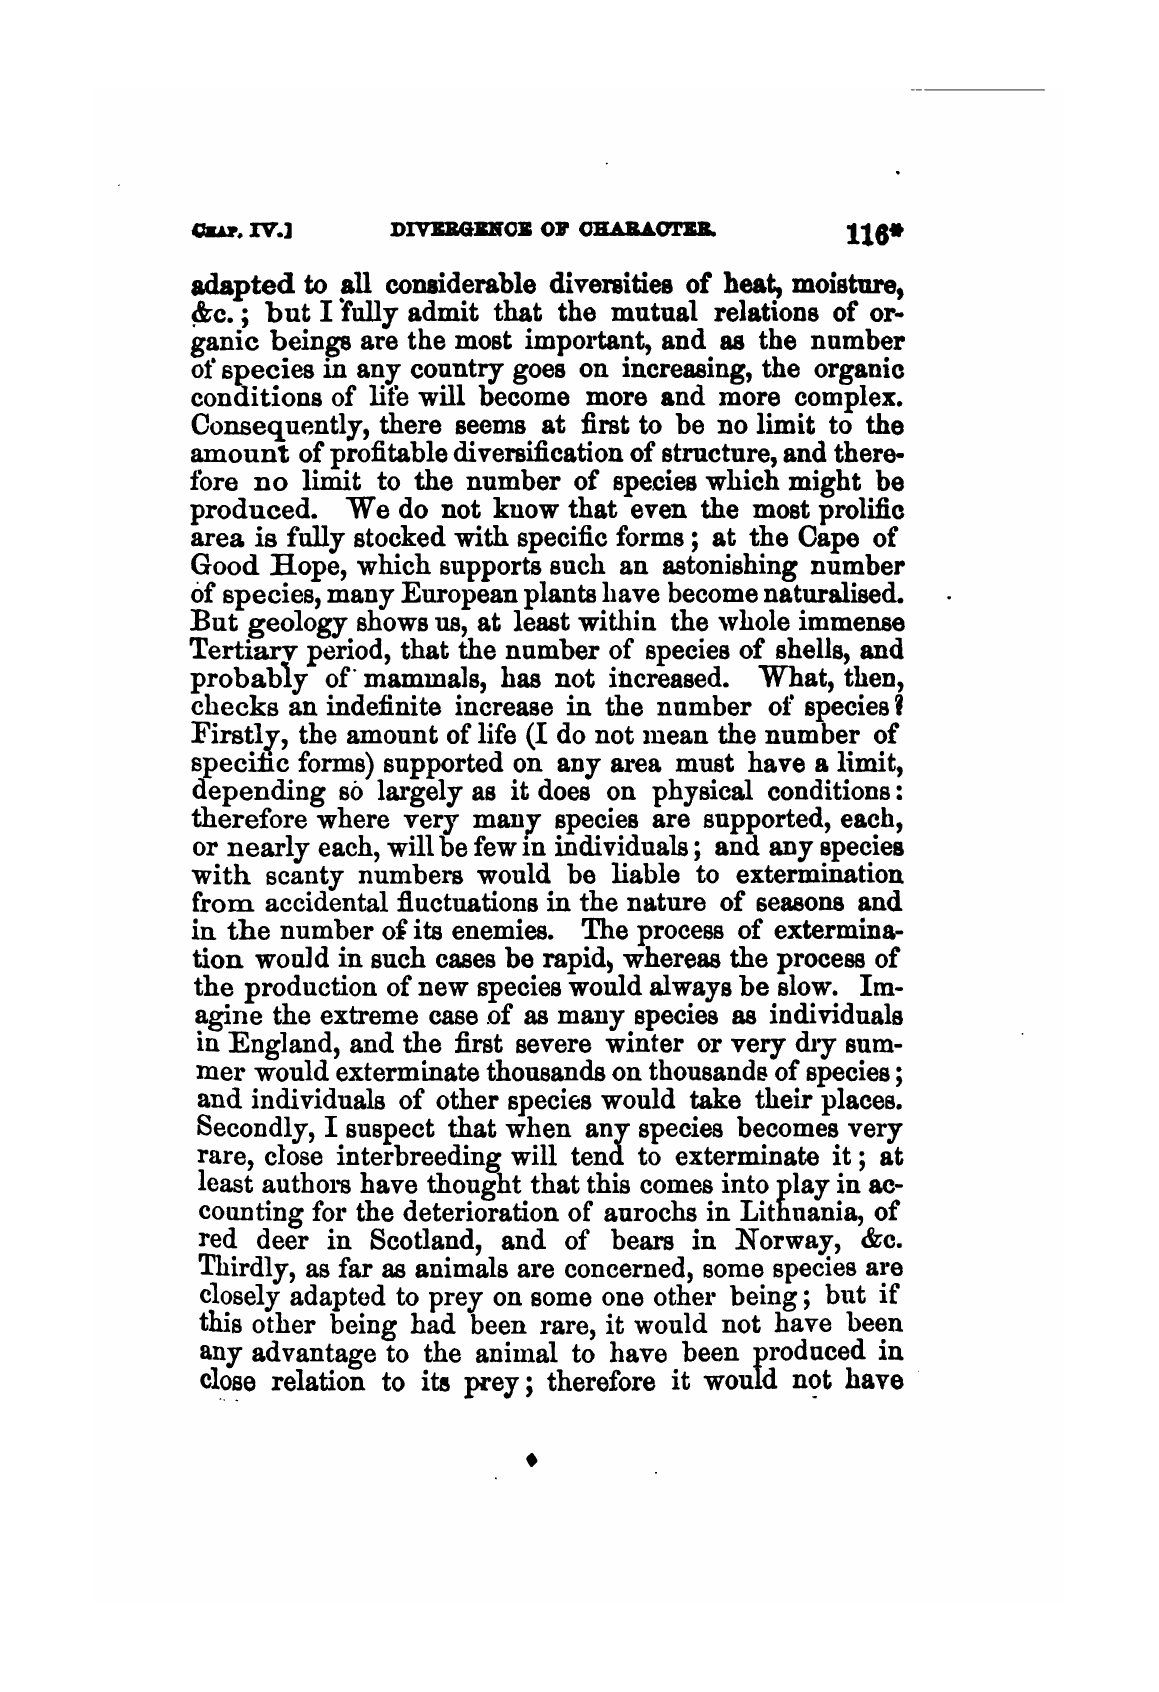 CHAP. IV.] DIVERGENCE OF CHARACTER. 116*
adapted to all considerable diversities of heat, moisture,
&c.; but I fully admit that the mutual relations of or-
ganic beings are the most important, and as the number
of species in any country goes on increasing, the organic
conditions of life will become more and more complex.
Consequently, there seems at first to be no limit to the
amount of profitable diversification of structure, and there-
fore no limit to the number of species which might be
produced. We do not know that even the most prolific
area is fully stocked with specific forms; at the Cape of
Good Hope, which supports such an astonishing number
of species, many European plants have become naturalised.
But geology shows us, at least within the whole immense
Tertiary period, that the number of species of shells, and
probably of mammals, has not increased. What, then,
checks an indefinite increase in the number of species?
Firstly, the amount of life (I do not mean the number of
specific forms) supported on any area must have a limit,
depending so largely as it does on physical conditions:
therefore where very many species are supported, each,
or nearly each, will be few in individuals; and any species
with scanty numbers would be liable to extermination
from accidental fluctuations in the nature of seasons and
in the number of its enemies. The process of extermina-
tion would in such cases be rapid, whereas the process of
the production of new species would always be slow. Im-
agine the extreme case of as many species as individuals
in England, and the first severe winter or very dry sum-
mer would exterminate thousands on thousands of species;
and individuals of other species would take their places.
Secondly, I suspect that when any species becomes very
rare, close interbreeding will tend to exterminate it; at
least authors have thought that this comes into play in ac-
counting for the deterioration of aurochs in Lithuania, of
red deer in Scotland, and of bears in Norway, &c.
Thirdly, as far as animals are concerned, some species are
closely adapted to prey on some one other being; but if
this other being had been rare, it would not have been
any advantage to the animal to have been produced in
close relation to its prey; therefore it would not have